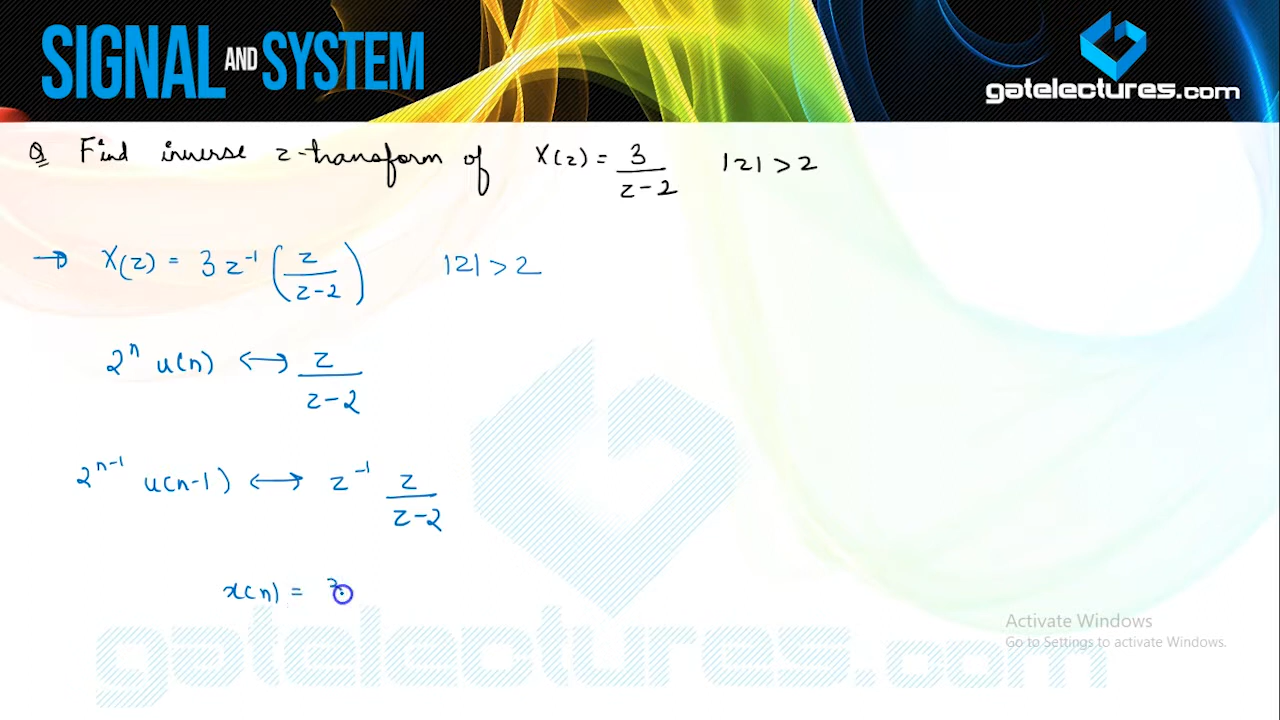 SIGNAL AND SYSTEM
gatelectures.com
Q Find inverse z-transform of X(z) = 3/(z-2) |z| > 2
→ X(z) = 3 z^-1 (z/(z-2)) |z| > 2
2^n u(n) ↔ z/(z-2)
2^(n-1) u(n-1) ↔ z^-1 z/(z-2)
x(n) = 3
Activate Windows
Go to Settings to activate Windows.
gatelectures.com